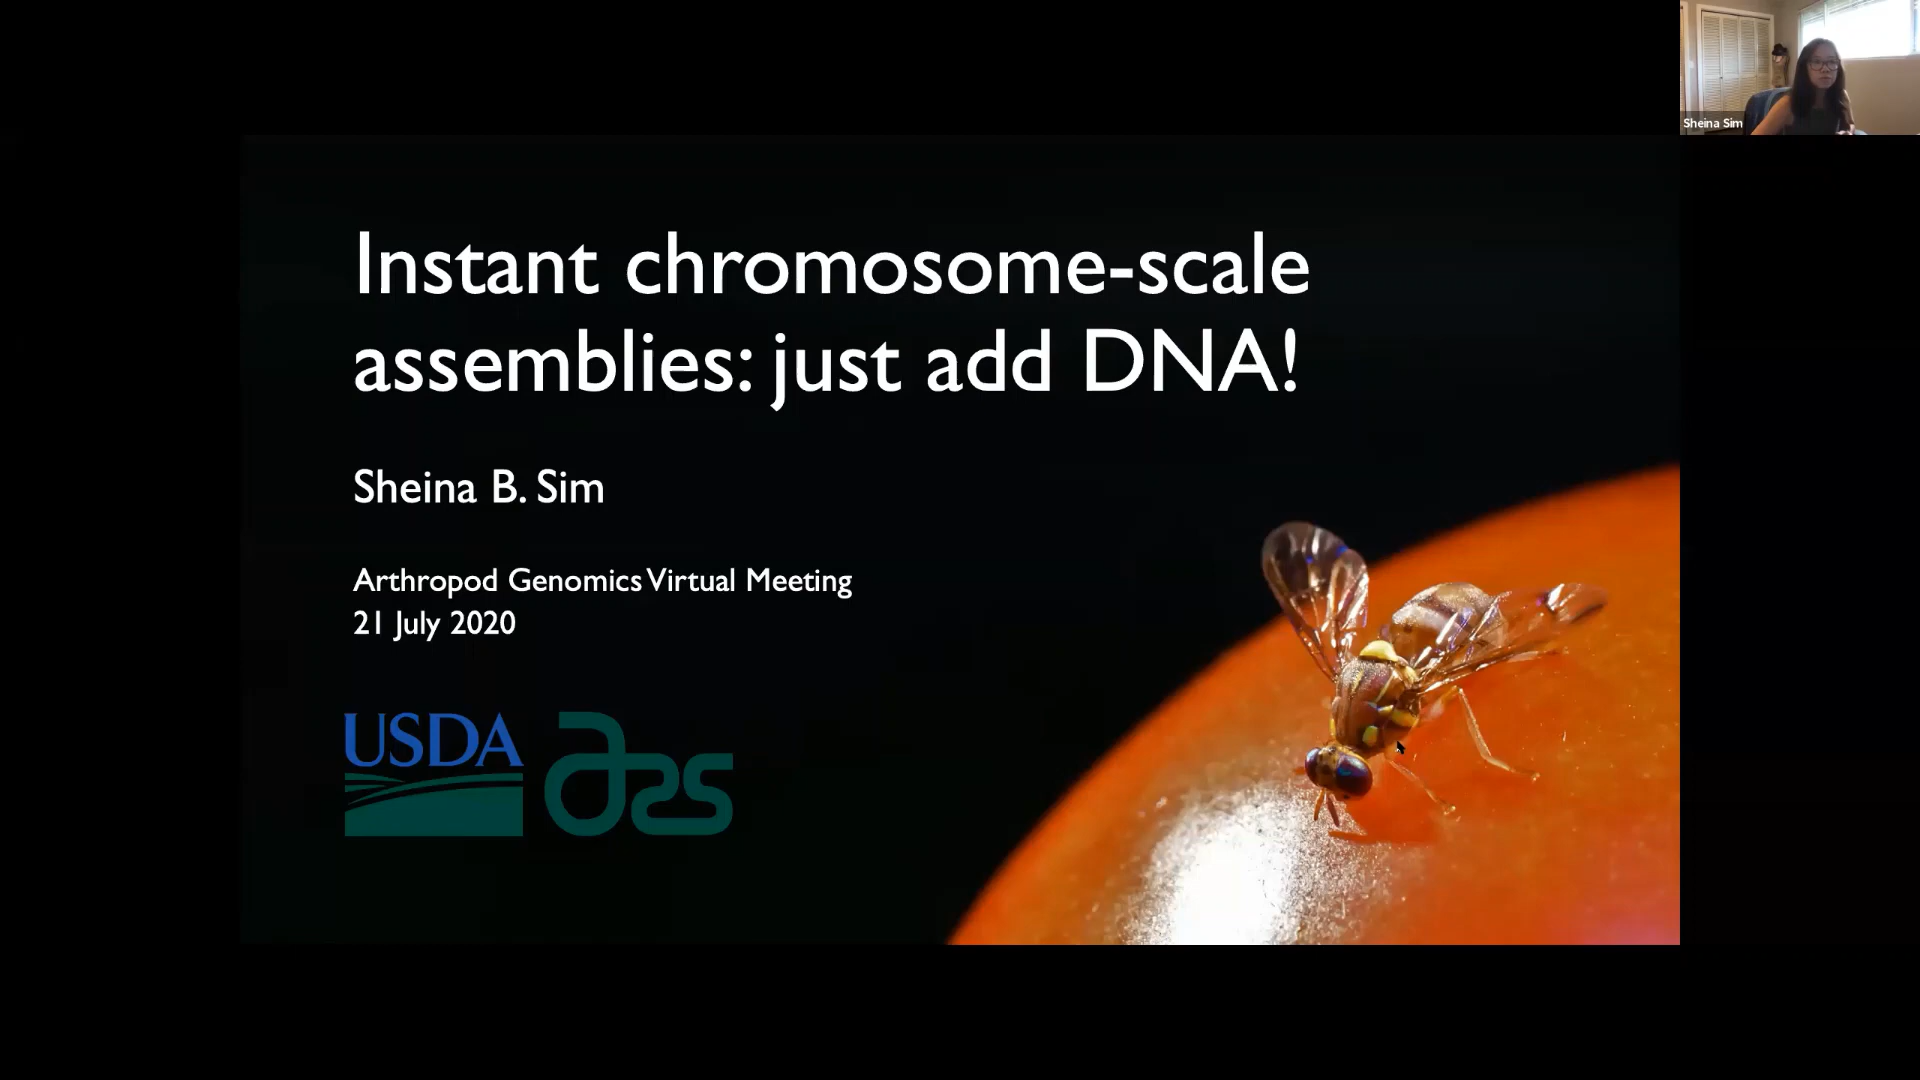 Sheina Sim
Instant chromosome-scale
assemblies: just add DNA!
Sheina B. Sim
Arthropod Genomics Virtual Meeting
21 July 2020
USDA
ars